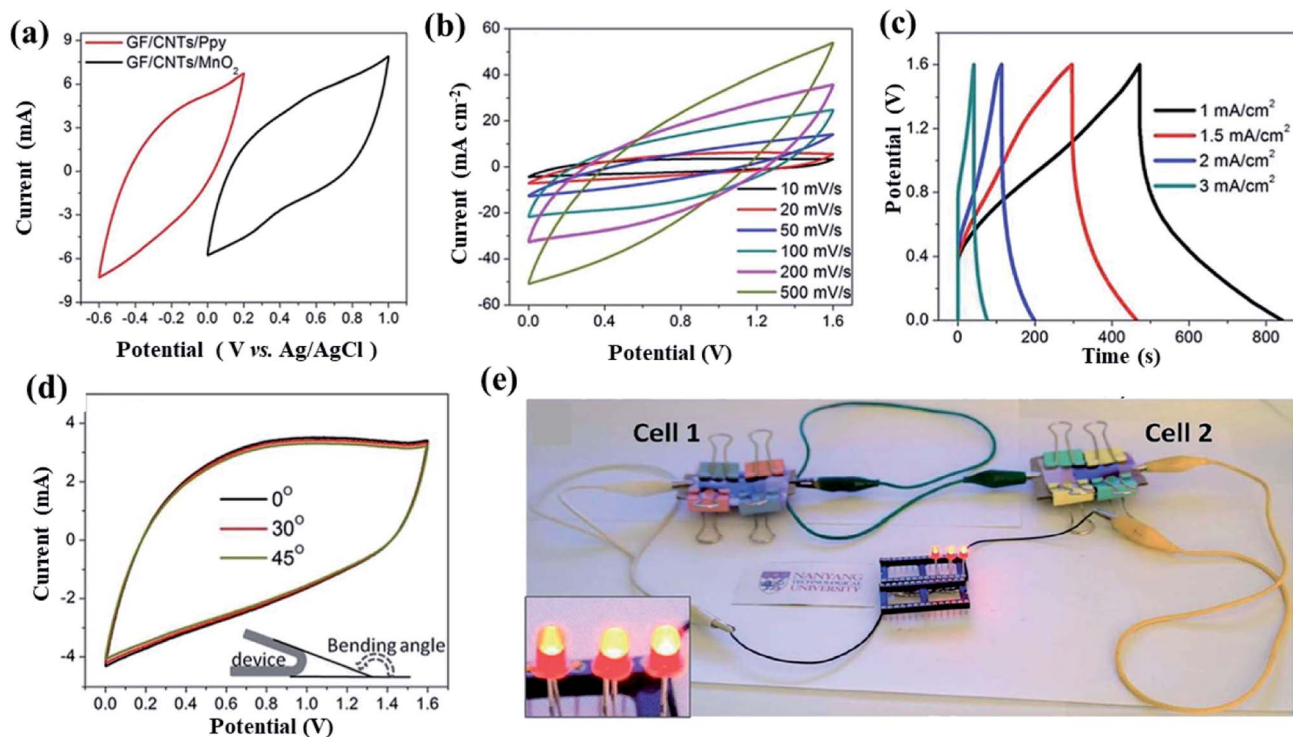 (a)
GF/CNTs/Ppy
GF/CNTs/MnO2
Current (mA)
7.5
6
3
0
-3
-6
-9
-0.6 -0.4 -0.2 0.0 0.2 0.4 0.6 0.8 1.0
Potential ( V vs. Ag/AgCl )
(b)
Current (mA cm-2)
60
40
20
0
-20
-40
-60
10 mV/s
20 mV/s
50 mV/s
100 mV/s
200 mV/s
500 mV/s
0.0 0.4 0.8 1.2 1.6
Potential (V)
(c)
Potential (V)
1.6
1.2
0.8
0.4
0.0
1 mA/cm2
1.5 mA/cm2
2 mA/cm2
3 mA/cm2
0 200 400 600 800
Time (s)
(d)
Current (mA)
4
2
0
-2
-4
0o
30o
45o
device
Bending angle
0.0 0.2 0.4 0.6 0.8 1.0 1.2 1.4 1.6
Potential (V)
(e)
Cell 1
Cell 2
NANYANG
TECHNOLOGICAL
UNIVERSITY